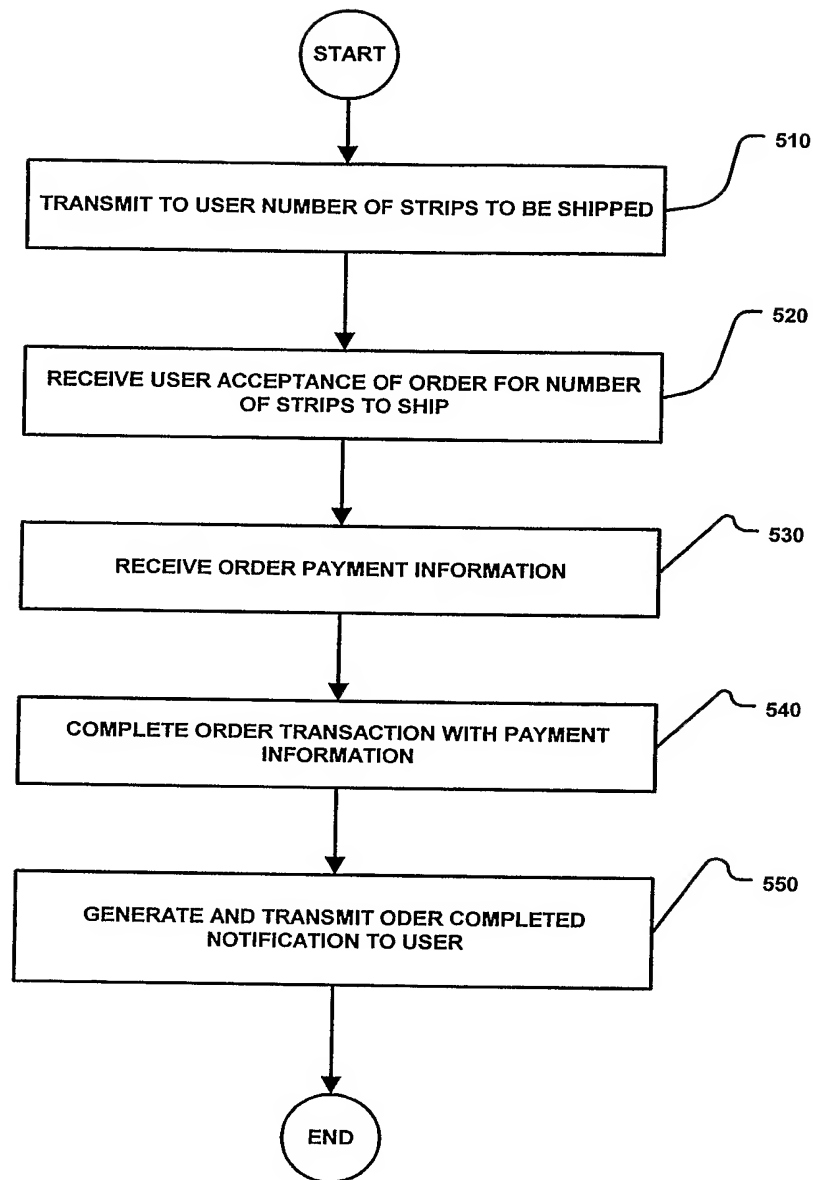 START
510
TRANSMIT TO USER NUMBER OF STRIPS TO BE SHIPPED
520
RECEIVE USER ACCEPTANCE OF ORDER FOR NUMBER
OF STRIPS TO SHIP
530
RECEIVE ORDER PAYMENT INFORMATION
540
COMPLETE ORDER TRANSACTION WITH PAYMENT
INFORMATION
550
GENERATE AND TRANSMIT ODER COMPLETED
NOTIFICATION TO USER
END